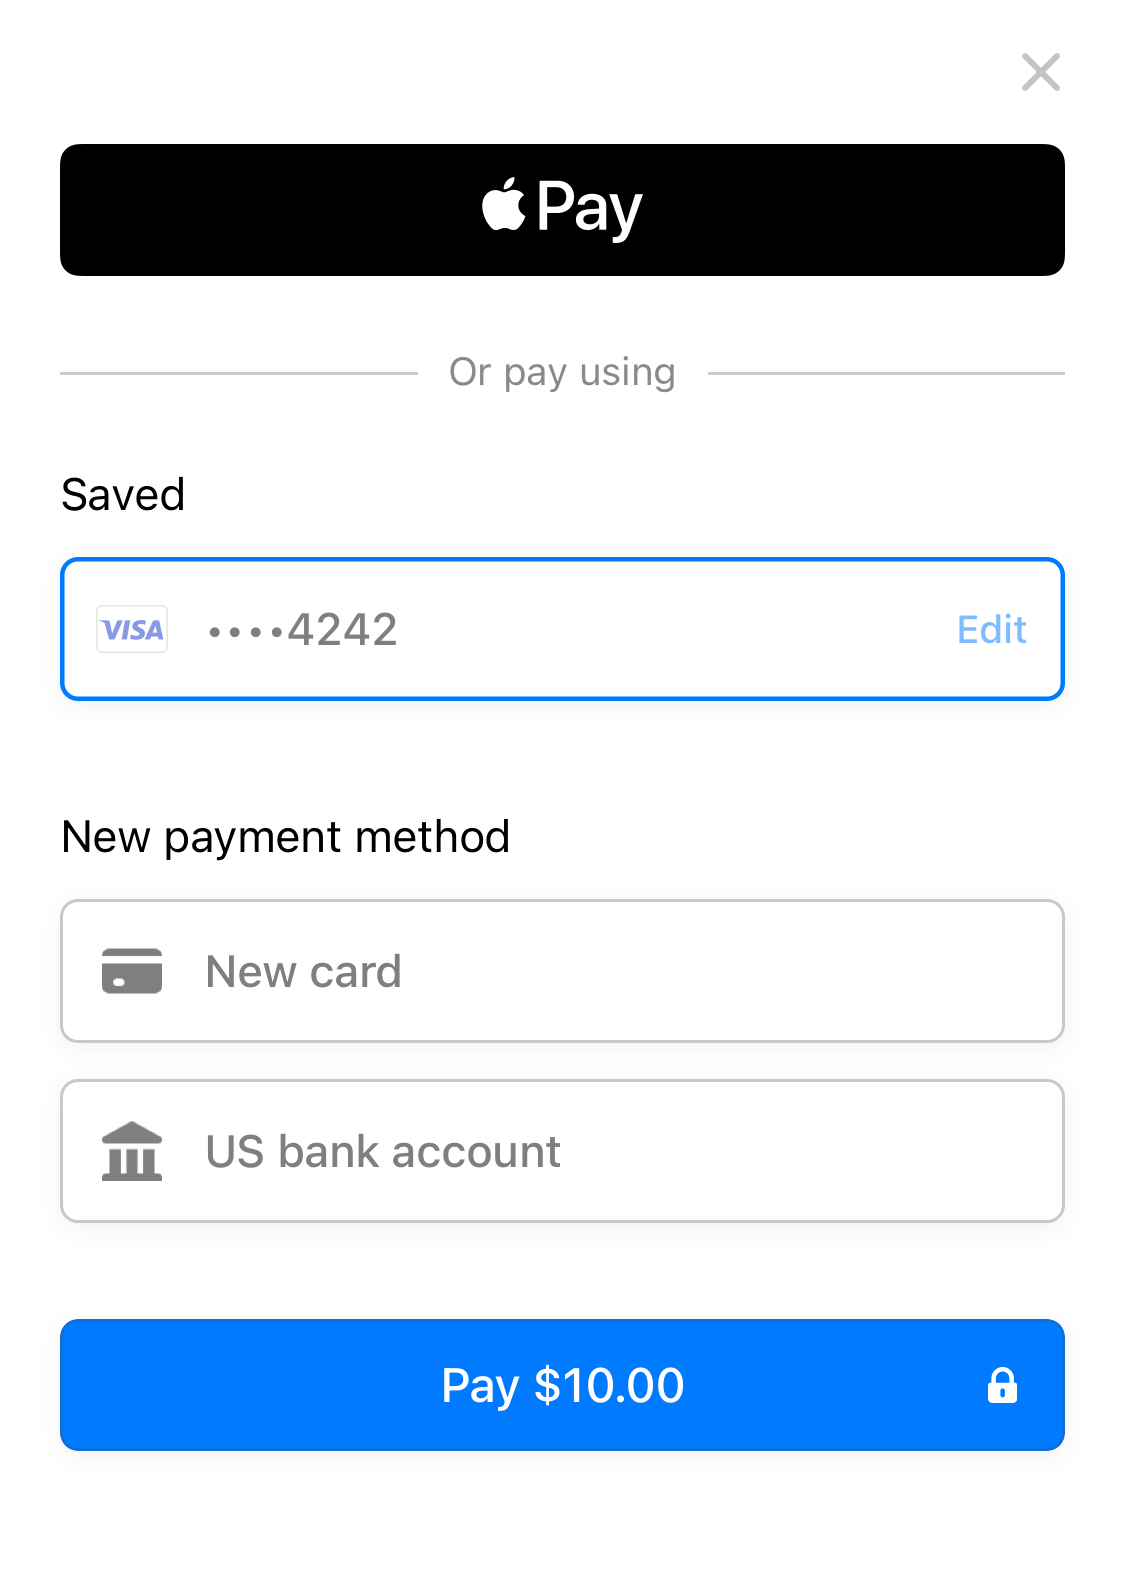 Pay
Or pay using
Saved
VISA ••••4242 Edit
New payment method
New card
US bank account
Pay $10.00